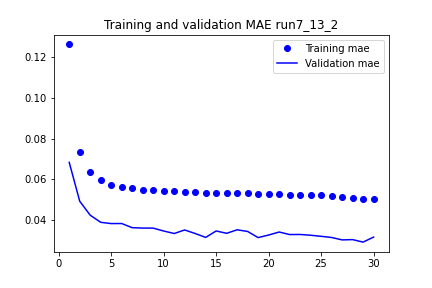 Training and validation MAE run7_13_2
Training mae
Validation mae
0.12
0.10
0.08
0.06
0.04
0 5 10 15 20 25 30